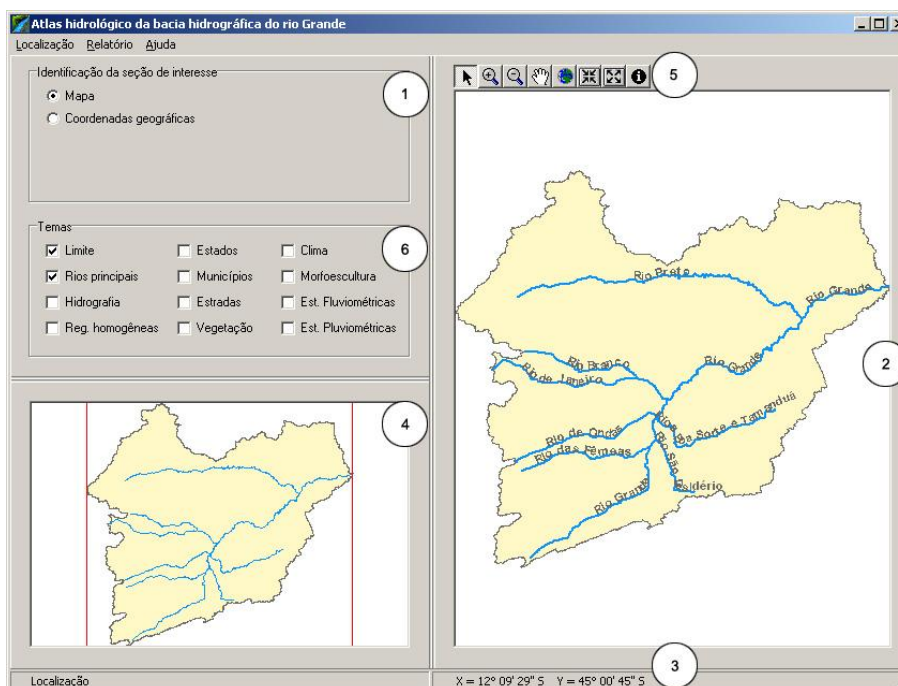 Atlas hidrológico da bacia hidrográfica do rio Grande
Localização Relatório Ajuda
Identificação da seção de interesse
Mapa
Coordenadas geográficas
1
Temas
Limite Estados Clima
6
Rios principais Municípios Morfoescultura
Hidrografia Estradas Est. Fluviométricas
Reg. homogêneas Vegetação Est. Pluviométricas
4
5
Rio Preto
Rio Grande
2
Rio Branco
Rio Grande
Rio de Janeiro
Rio de Ondas
Rios da Sorte e Tamanduá
Rio das Fêmeas
Rio São Desidério
Rio Grande
3
Localização
X = 12° 09' 29" S Y = 45° 00' 45" S